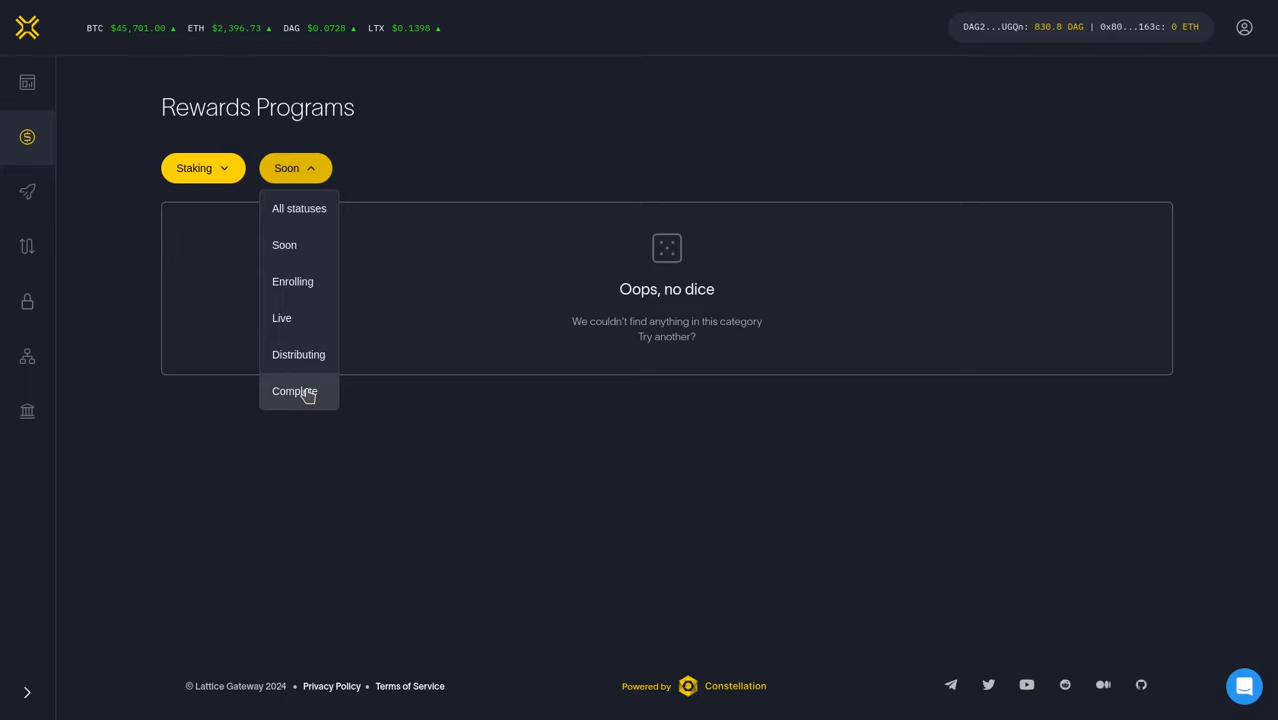 BTC $45,701.00 ▲ ETH $2,396.73 ▲ DAG $0.0728 ▲ LTX $0.1398 ▲
DAG2...UGQn: 830.8 DAG | 0x80...163c: 0 ETH
Rewards Programs
Staking
Soon
All statuses
Soon
Enrolling
Live
Distributing
Complete
Oops, no dice
We couldn't find anything in this category
Try another?
© Lattice Gateway 2024 • Privacy Policy • Terms of Service
Powered by Constellation